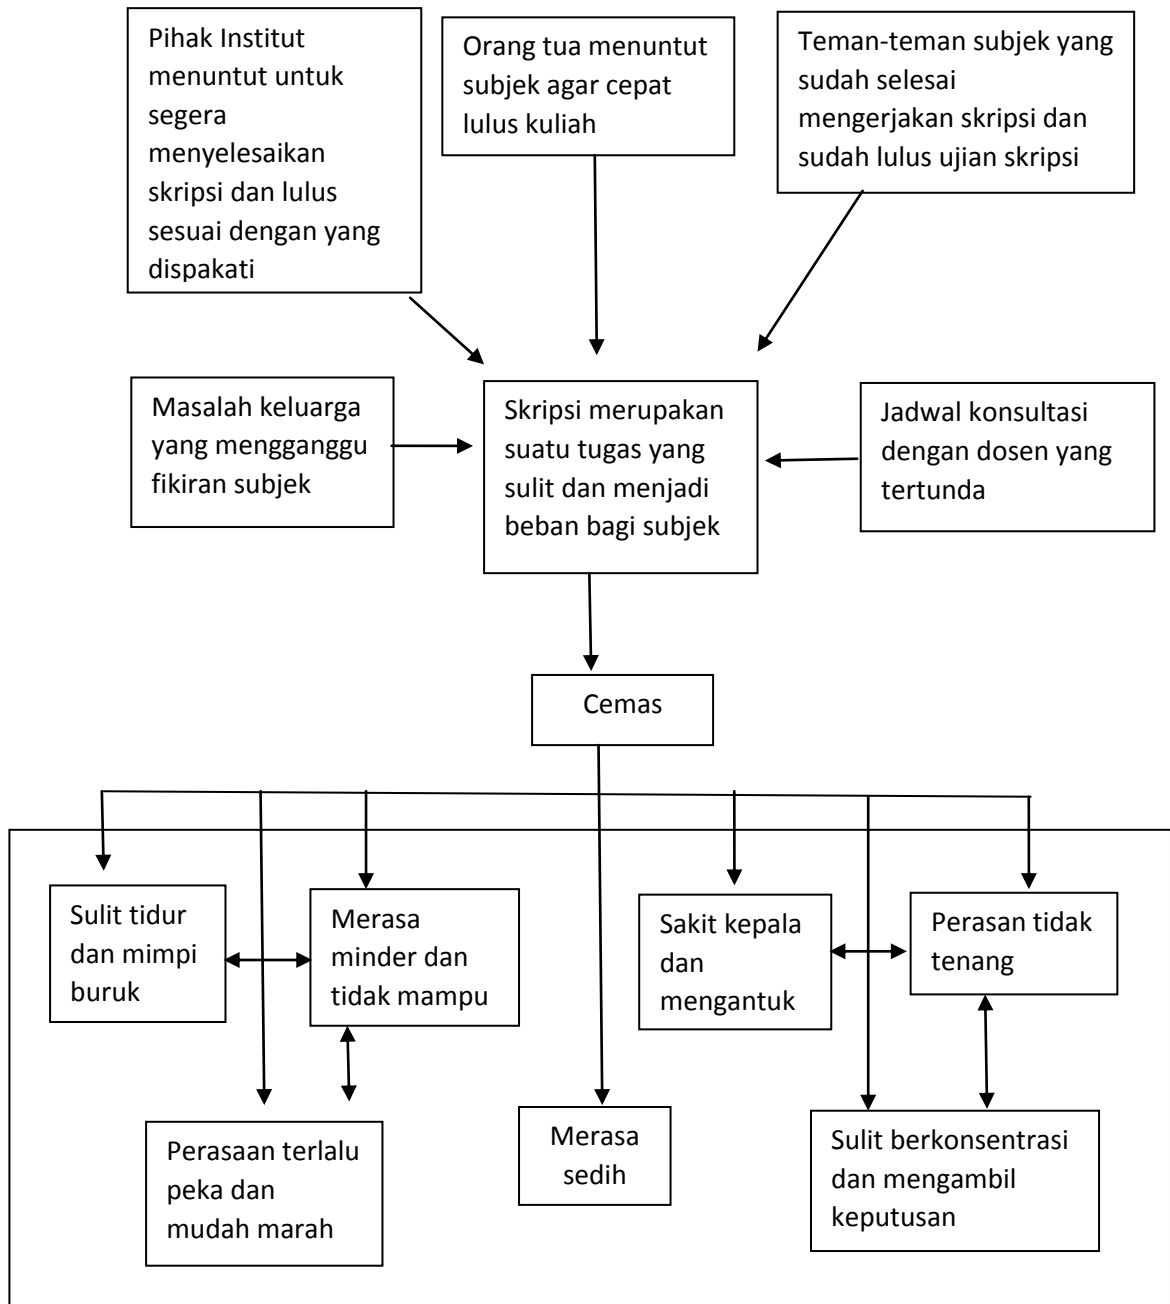 Pihak Institut
menuntut untuk
segera
menyelesaikan
skripsi dan lulus
sesuai dengan yang
dispakati
Orang tua menuntut
subjek agar cepat
lulus kuliah
Teman-teman subjek yang
sudah selesai
mengerjakan skripsi dan
sudah lulus ujian skripsi
Masalah keluarga
yang mengganggu
fikiran subjek
Skripsi merupakan
suatu tugas yang
sulit dan menjadi
beban bagi subjek
Jadwal konsultasi
dengan dosen yang
tertunda
Cemas
Sulit tidur
dan mimpi
buruk
Merasa
minder dan
tidak mampu
Sakit kepala
dan
mengantuk
Perasan tidak
tenang
Perasaan terlalu
peka dan
mudah marah
Merasa
sedih
Sulit berkonsentrasi
dan mengambil
keputusan